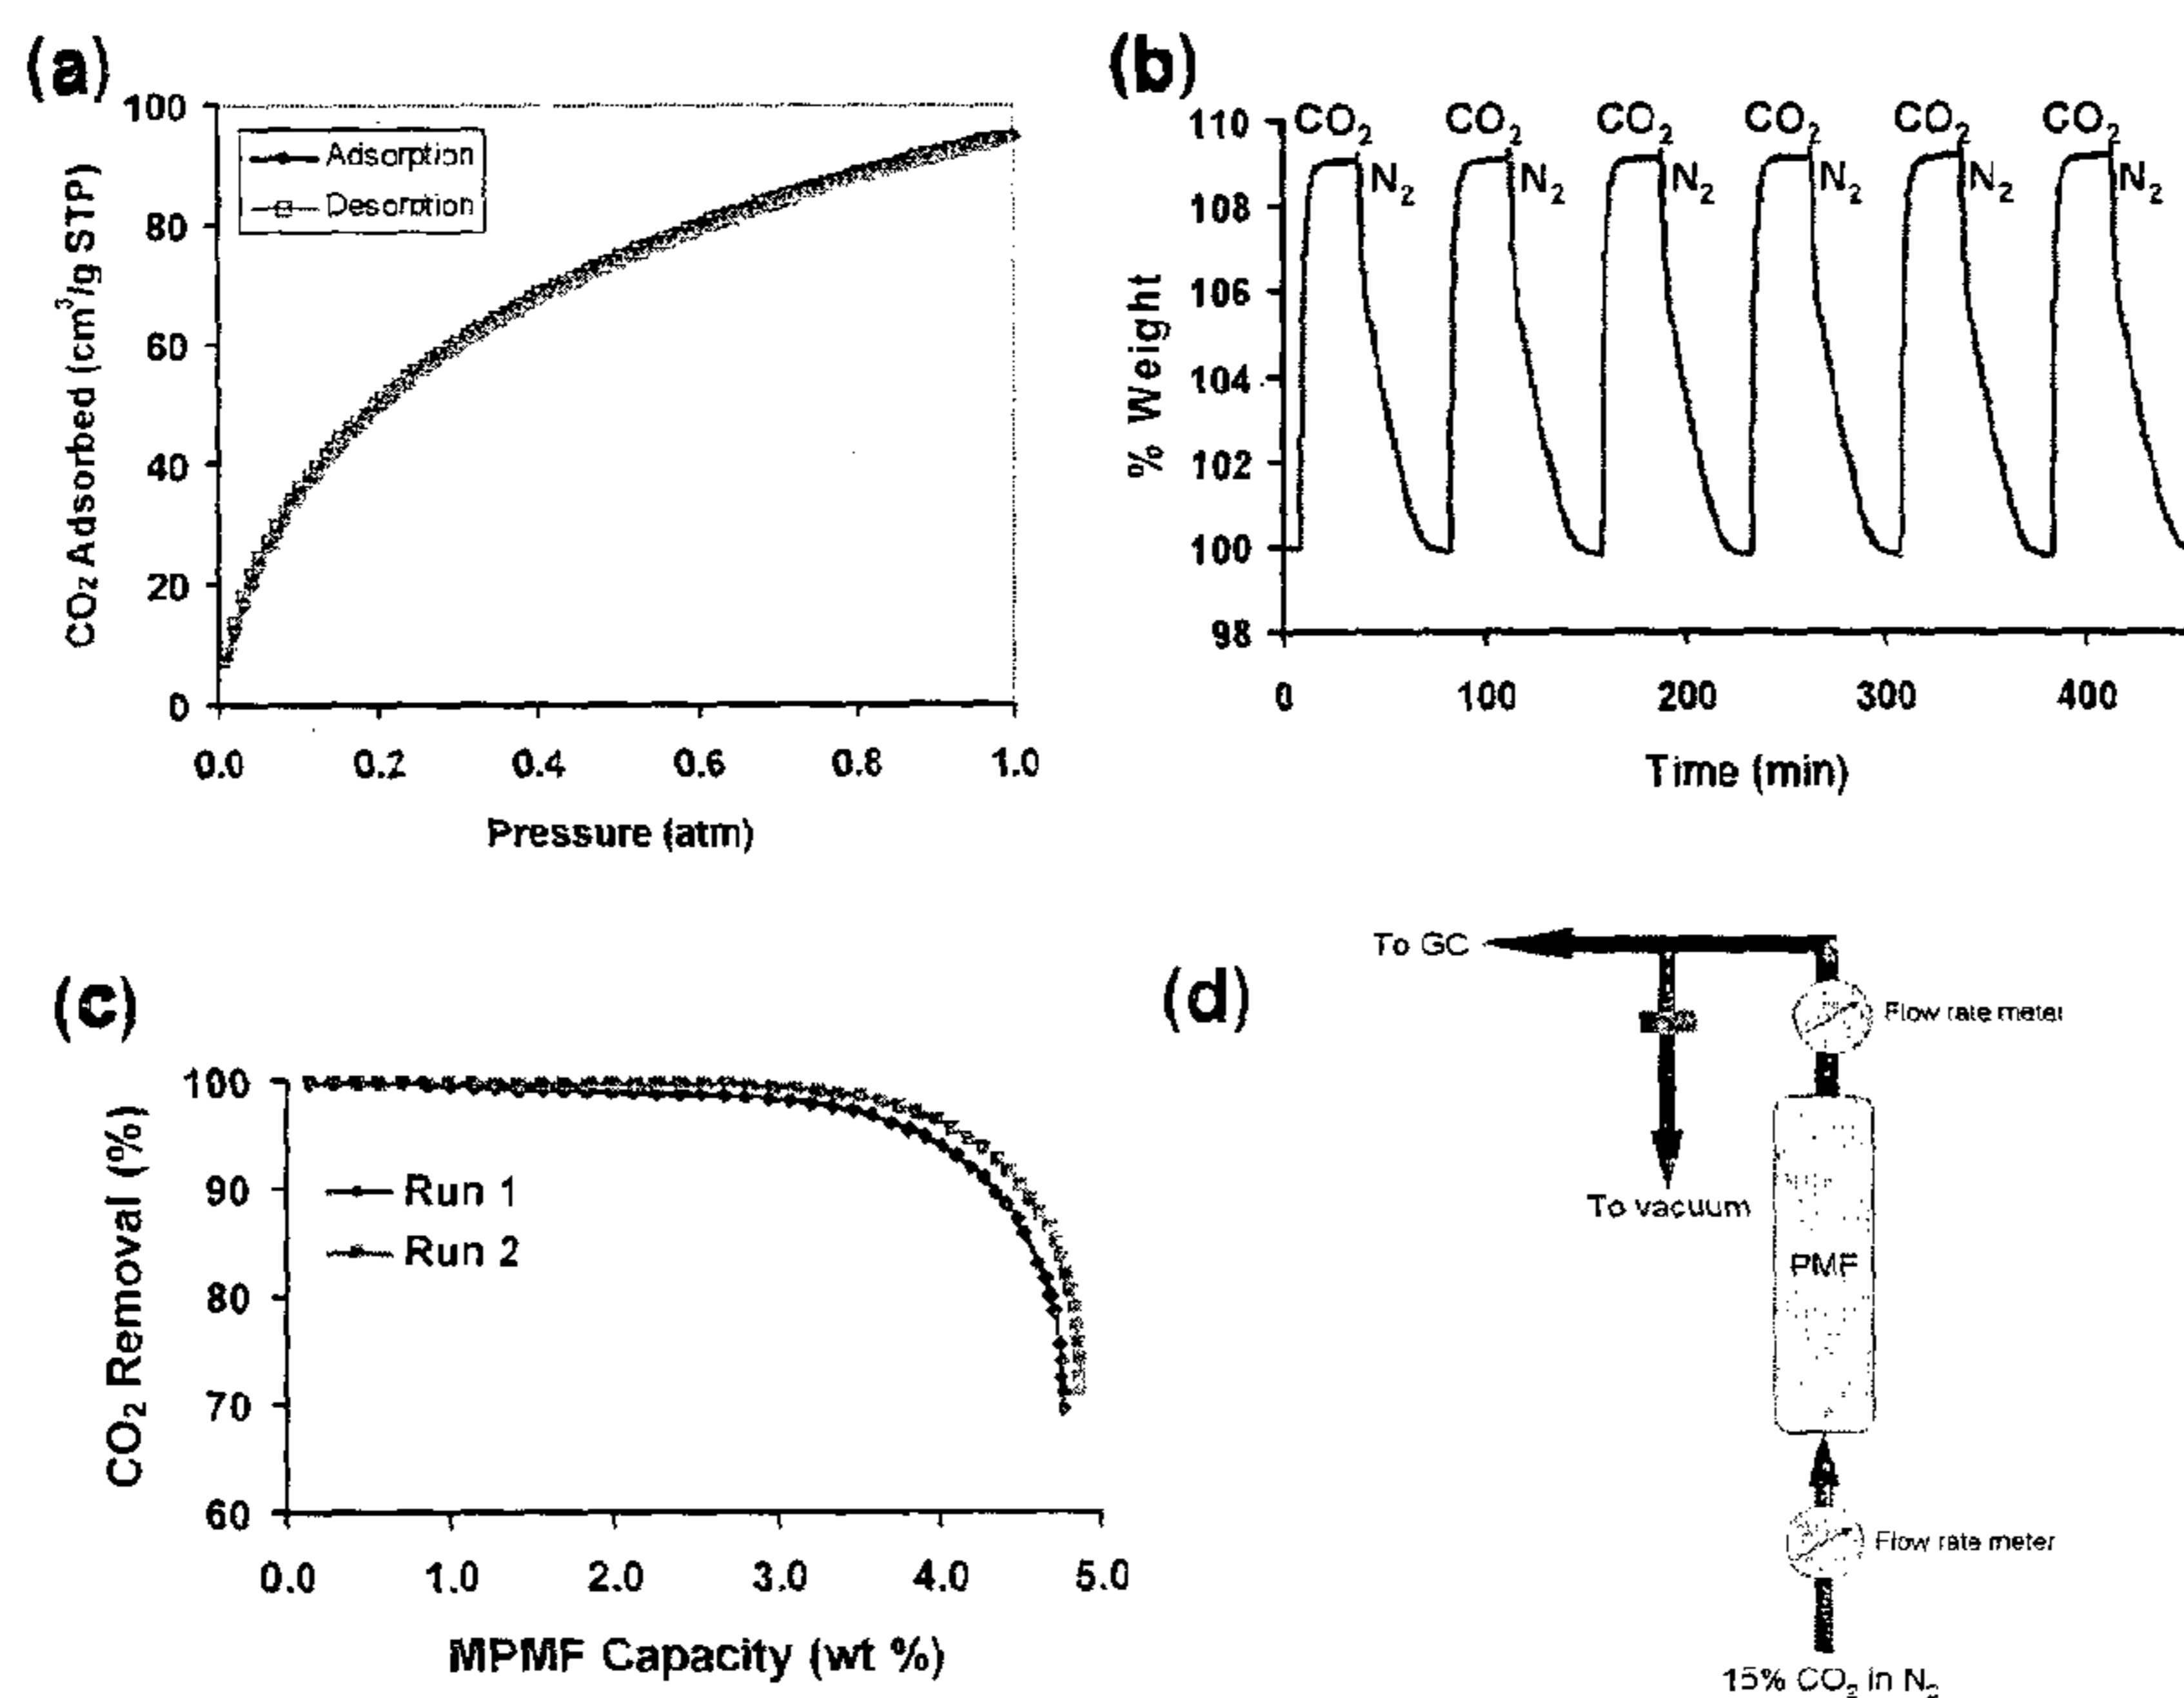 (a)
100
80
60
40
20
0
CO₂ Adsorbed (cm³/g STP)
Adsorption
Desorption
0.0 0.2 0.4 0.6 0.8 1.0
Pressure (atm)
(b)
110
108
106
104
102
100
98
% Weight
CO₂ CO₂ CO₂ CO₂ CO₂ CO₂
N₂ N₂ N₂ N₂ N₂ N₂
0 100 200 300 400
Time (min)
(c)
100
90
80
70
60
CO₂ Removal (%)
Run 1
Run 2
0.0 1.0 2.0 3.0 4.0 5.0
MPMF Capacity (wt %)
(d)
To GC
Flow rate meter
To vacuum
PMF
Flow rate meter
15% CO₂ in N₂